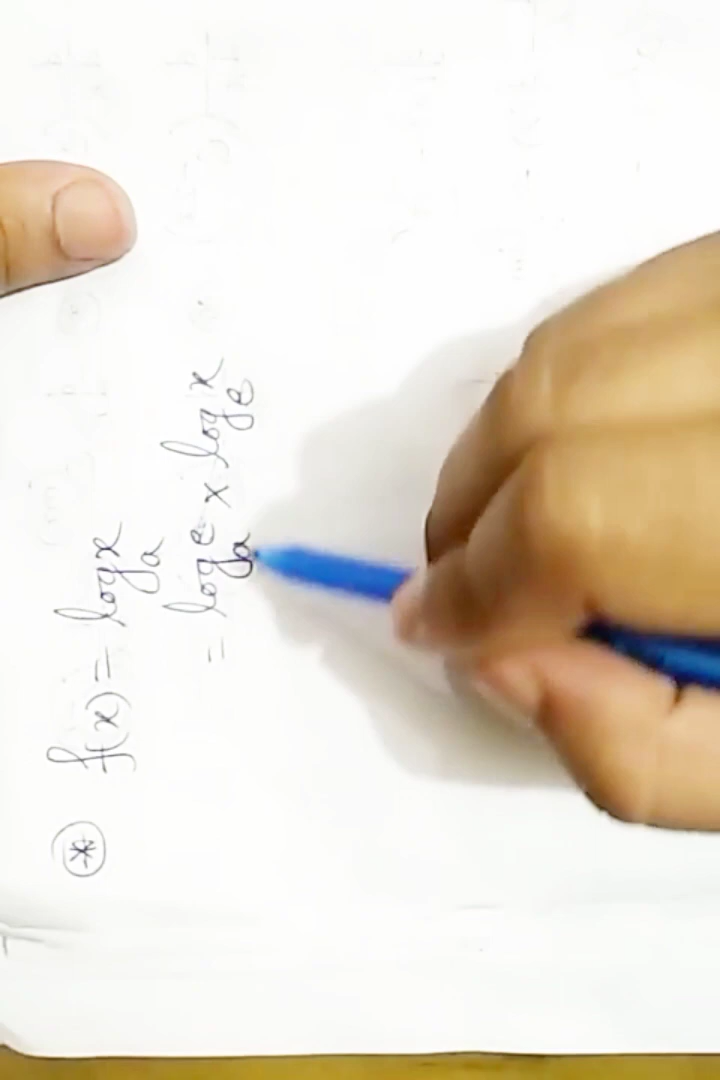 ⊛ f(x) = logₐx
= logₐe × logₑx